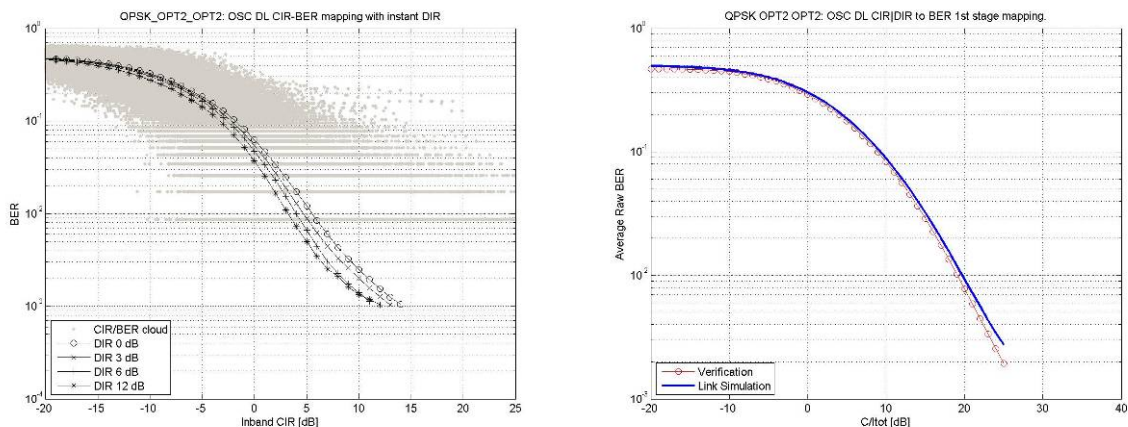 QPSK_OPT2_OPT2: OSC DL CIR-BER mapping with instant DIR
10^0
10^-1
10^-2
10^-3
10^-4
BER
CIR/BER cloud
DIR 0 dB
DIR 3 dB
DIR 6 dB
DIR 12 dB
-20 -15 -10 -5 0 5 10 15 20 25
Inband CIR [dB]
QPSK OPT2 OPT2: OSC DL CIR|DIR to BER 1st stage mapping.
10^0
10^-1
10^-2
10^-3
Average Raw BER
Verification
Link Simulation
-20 -10 0 10 20 30 40
C/Itot [dB]